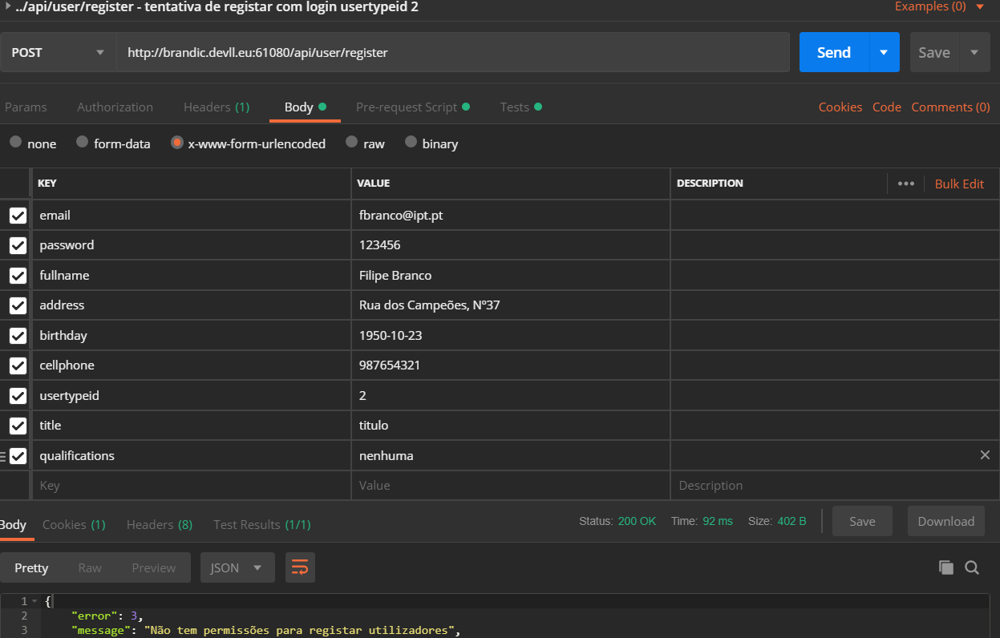 ../api/user/register - tentativa de registar com login usertypeid 2 Examples (0)
POST http://brandic.devll.eu:61080/api/user/register Send Save
Params Authorization Headers (1) Body Pre-request Script Tests Cookies Code Comments (0)
none form-data x-www-form-urlencoded raw binary
KEY VALUE DESCRIPTION ••• Bulk Edit
email fbranco@ipt.pt
password 123456
fullname Filipe Branco
address Rua dos Campeões, Nº37
birthday 1950-10-23
cellphone 987654321
usertypeid 2
title titulo
qualifications nenhuma
Key Value Description
Body Cookies (1) Headers (8) Test Results (1/1) Status: 200 OK Time: 92 ms Size: 402 B Save Download
Pretty Raw Preview JSON
1 {
2 "error": 3,
3 "message": "Não tem permissões para registar utilizadores",